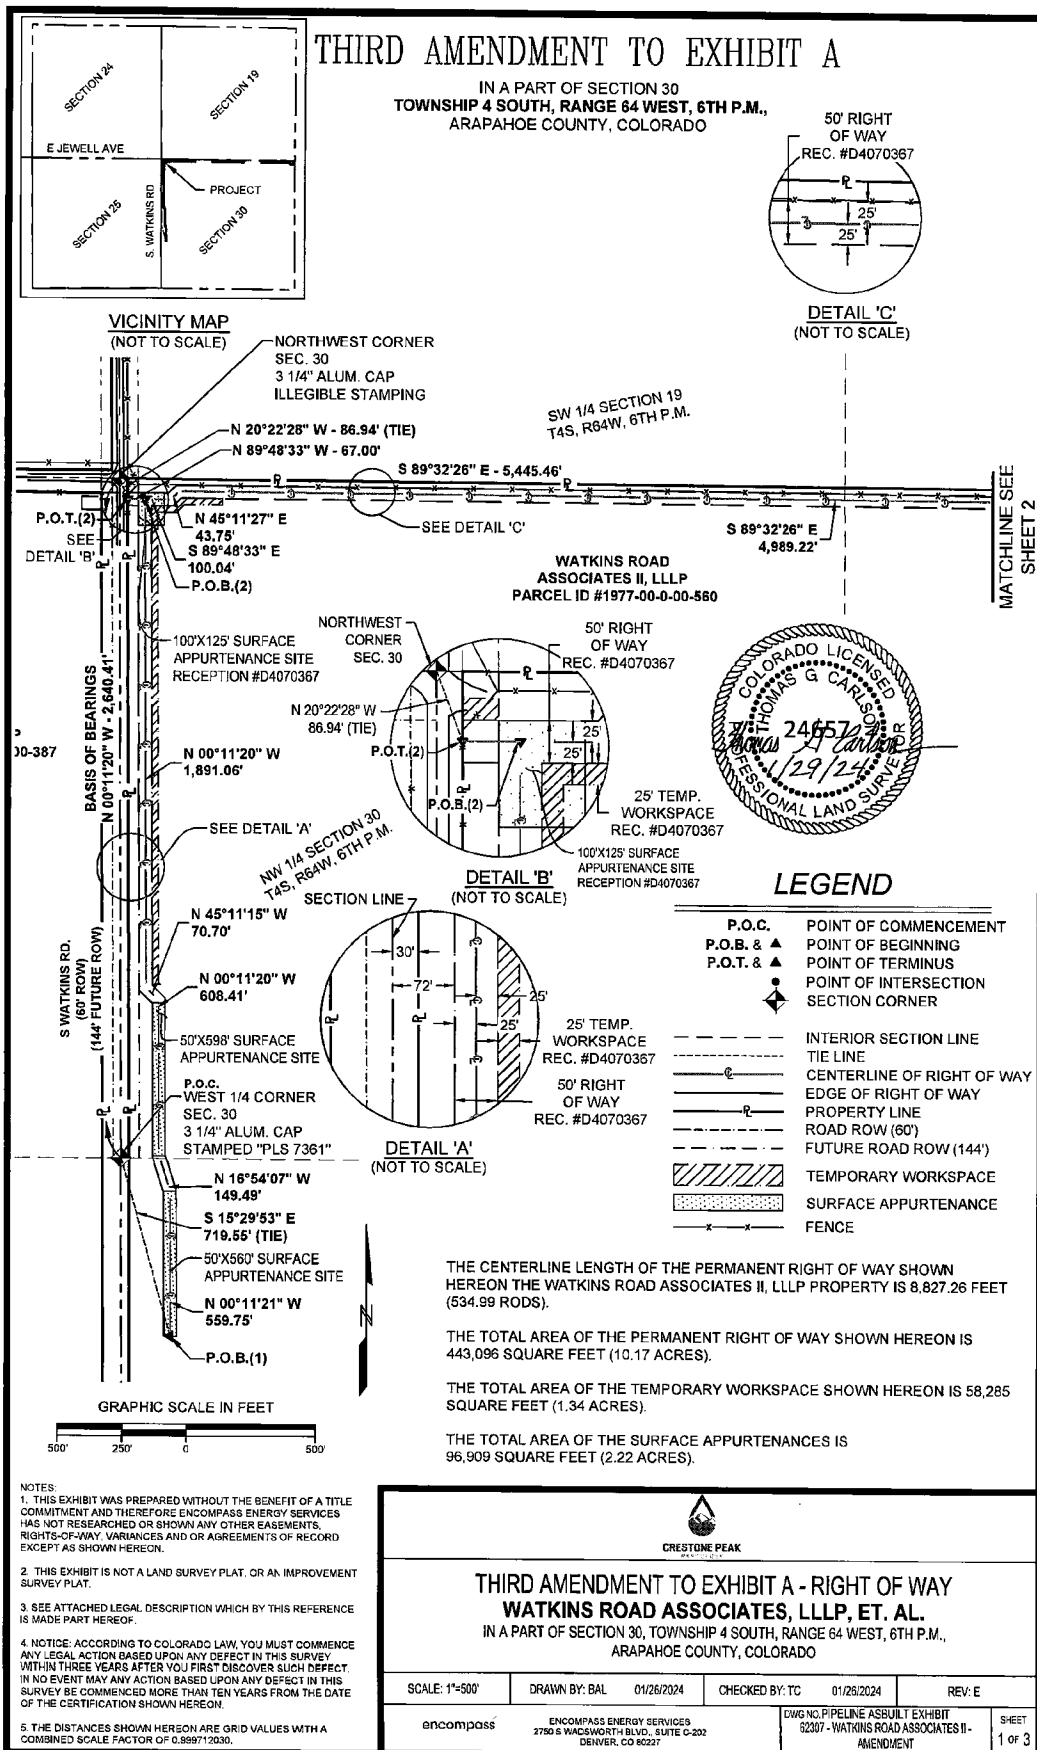 THIRD AMENDMENT TO EXHIBIT A
IN A PART OF SECTION 30
TOWNSHIP 4 SOUTH, RANGE 64 WEST, 6TH P.M.,
ARAPAHOE COUNTY, COLORADO
SECTION 24
SECTION 19
E JEWELL AVE
PROJECT
SECTION 25
S. WATKINS RD
SECTION 30
VICINITY MAP
(NOT TO SCALE)
50' RIGHT
OF WAY
REC. #D4070367
25'
25'
DETAIL 'C'
(NOT TO SCALE)
NORTHWEST CORNER
SEC. 30
3 1/4" ALUM. CAP
ILLEGIBLE STAMPING
SW 1/4 SECTION 19
T4S, R64W, 6TH P.M.
N 20°22'28" W - 86.94' (TIE)
N 89°48'33" W - 67.00'
S 89°32'26" E - 5,445.46'
P.O.T.(2)
SEE
DETAIL 'B'
N 45°11'27" E
43.75'
S 89°48'33" E
100.04'
P.O.B.(2)
SEE DETAIL 'C'
S 89°32'26" E
4,989.22'
MATCHLINE SEE
SHEET 2
WATKINS ROAD
ASSOCIATES II, LLLP
PARCEL ID #1977-00-0-00-560
100'X125' SURFACE
APPURTENANCE SITE
RECEPTION #D4070367
BASIS OF BEARINGS
N 00°11'20" W - 2,640.41'
00-387
N 00°11'20" W
1,891.06'
SEE DETAIL 'A'
NW 1/4 SECTION 30
T4S, R64W, 6TH P.M.
NORTHWEST
CORNER
SEC. 30
50' RIGHT
OF WAY
REC. #D4070367
N 20°22'28" W
86.94' (TIE)
P.O.T.(2)
25'
25'
P.O.B.(2)
25' TEMP.
WORKSPACE
REC. #D4070367
100'X125' SURFACE
APPURTENANCE SITE
RECEPTION #D4070367
DETAIL 'B'
(NOT TO SCALE)
COLORADO LICENSED
THOMAS G CARLSON
24657
Thomas G Carlson
1/29/24
PROFESSIONAL LAND SURVEYOR
SECTION LINE
30'
72'
25'
25'
25' TEMP.
WORKSPACE
REC. #D4070367
50' RIGHT
OF WAY
REC. #D4070367
DETAIL 'A'
(NOT TO SCALE)
N 45°11'15" W
70.70'
N 00°11'20" W
608.41'
S WATKINS RD.
(60' ROW)
(144' FUTURE ROW)
50'X598' SURFACE
APPURTENANCE SITE
P.O.C.
WEST 1/4 CORNER
SEC. 30
3 1/4" ALUM. CAP
STAMPED "PLS 7361"
N 16°54'07" W
149.49'
S 15°29'53" E
719.55' (TIE)
50'X560' SURFACE
APPURTENANCE SITE
N 00°11'21" W
559.75'
P.O.B.(1)
N
LEGEND
P.O.C. POINT OF COMMENCEMENT
P.O.B. & ▲ POINT OF BEGINNING
P.O.T. & ▲ POINT OF TERMINUS
POINT OF INTERSECTION
SECTION CORNER
INTERIOR SECTION LINE
TIE LINE
CENTERLINE OF RIGHT OF WAY
EDGE OF RIGHT OF WAY
PROPERTY LINE
ROAD ROW (60')
FUTURE ROAD ROW (144')
TEMPORARY WORKSPACE
SURFACE APPURTENANCE
FENCE
THE CENTERLINE LENGTH OF THE PERMANENT RIGHT OF WAY SHOWN
HEREON THE WATKINS ROAD ASSOCIATES II, LLLP PROPERTY IS 8,827.26 FEET
(534.99 RODS).
THE TOTAL AREA OF THE PERMANENT RIGHT OF WAY SHOWN HEREON IS
443,096 SQUARE FEET (10.17 ACRES).
THE TOTAL AREA OF THE TEMPORARY WORKSPACE SHOWN HEREON IS 58,285
SQUARE FEET (1.34 ACRES).
THE TOTAL AREA OF THE SURFACE APPURTENANCES IS
96,909 SQUARE FEET (2.22 ACRES).
GRAPHIC SCALE IN FEET
500' 250' 0 500'
NOTES:
1. THIS EXHIBIT WAS PREPARED WITHOUT THE BENEFIT OF A TITLE
COMMITMENT AND THEREFORE ENCOMPASS ENERGY SERVICES
HAS NOT RESEARCHED OR SHOWN ANY OTHER EASEMENTS,
RIGHTS-OF-WAY, VARIANCES AND OR AGREEMENTS OF RECORD
EXCEPT AS SHOWN HEREON.
2. THIS EXHIBIT IS NOT A LAND SURVEY PLAT, OR AN IMPROVEMENT
SURVEY PLAT.
3. SEE ATTACHED LEGAL DESCRIPTION WHICH BY THIS REFERENCE
IS MADE PART HEREOF.
4. NOTICE: ACCORDING TO COLORADO LAW, YOU MUST COMMENCE
ANY LEGAL ACTION BASED UPON ANY DEFECT IN THIS SURVEY
WITHIN THREE YEARS AFTER YOU FIRST DISCOVER SUCH DEFECT.
IN NO EVENT MAY ANY ACTION BASED UPON ANY DEFECT IN THIS
SURVEY BE COMMENCED MORE THAN TEN YEARS FROM THE DATE
OF THE CERTIFICATION SHOWN HEREON.
5. THE DISTANCES SHOWN HEREON ARE GRID VALUES WITH A
COMBINED SCALE FACTOR OF 0.999712030.
CRESTONE PEAK
THIRD AMENDMENT TO EXHIBIT A - RIGHT OF WAY
WATKINS ROAD ASSOCIATES, LLLP, ET. AL.
IN A PART OF SECTION 30, TOWNSHIP 4 SOUTH, RANGE 64 WEST, 6TH P.M.,
ARAPAHOE COUNTY, COLORADO
SCALE: 1"=500' DRAWN BY: BAL 01/26/2024 CHECKED BY: TC 01/26/2024 REV: E
encompass
ENCOMPASS ENERGY SERVICES
2750 S WADSWORTH BLVD., SUITE C-202
DENVER, CO 80227
DWG NO. PIPELINE ASBUILT EXHIBIT
62307 - WATKINS ROAD ASSOCIATES II -
AMENDMENT
SHEET
1 OF 3